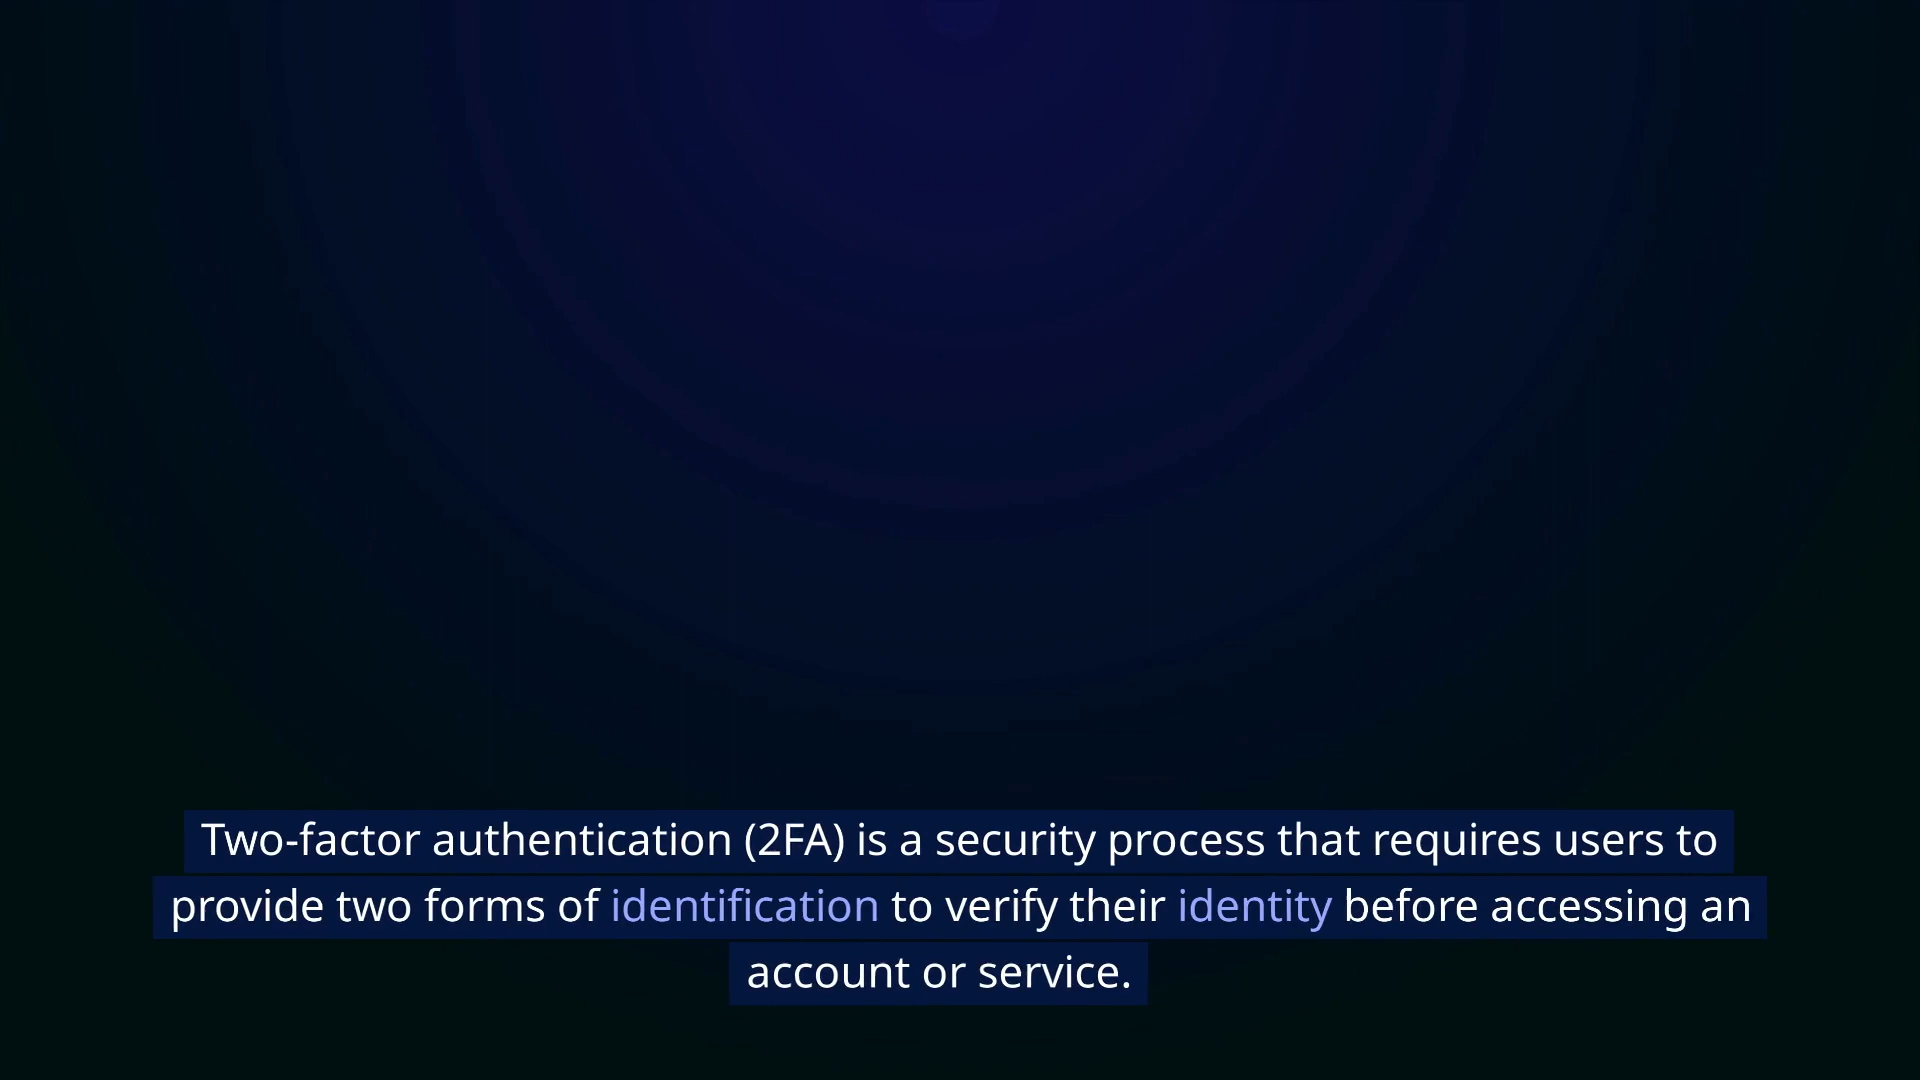 Two-factor authentication (2FA) is a security process that requires users to
provide two forms of identification to verify their identity before accessing an
account or service.